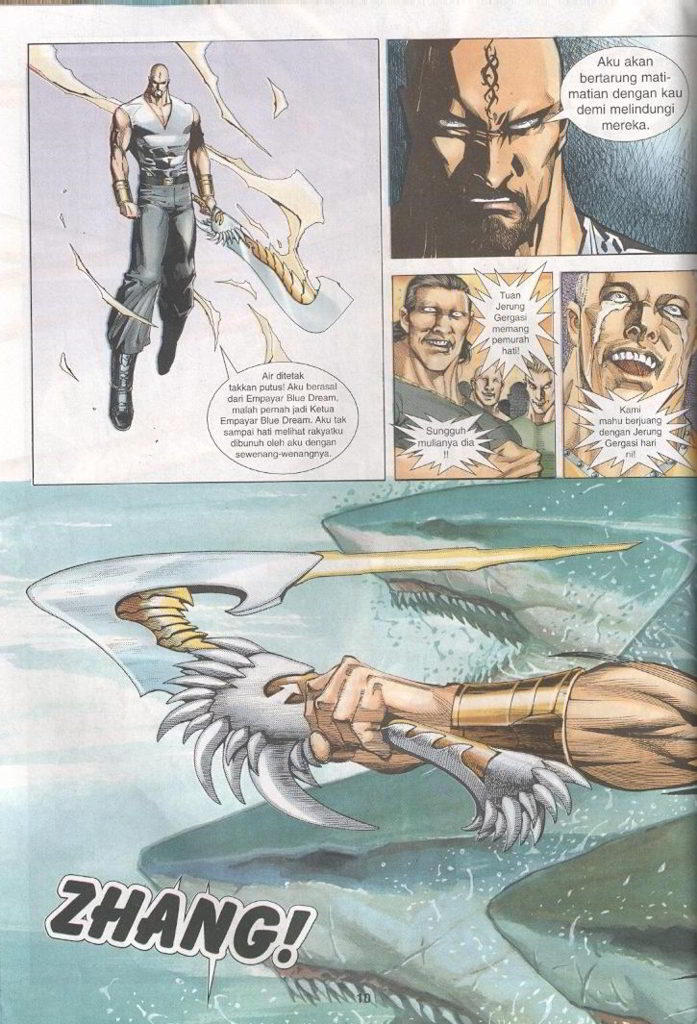 Air ditetak
takkan putus! Aku berasal
dari Empayar Blue Dream,
malah pernah jadi Ketua
Empayar Blue Dream. Aku tak
sampai hati melihat rakyatku
dibunuh oleh aku dengan
sewenang-wenangnya.
Aku akan
bertarung mati-
matian dengan kau
demi melindungi
mereka.
Tuan
Jerung
Gergasi
memang
pemurah
hati!
Sungguh
mulianya dia
!!
Kami
mahu berjuang
dengan Jerung
Gergasi hari
ni!
ZHANG!
10